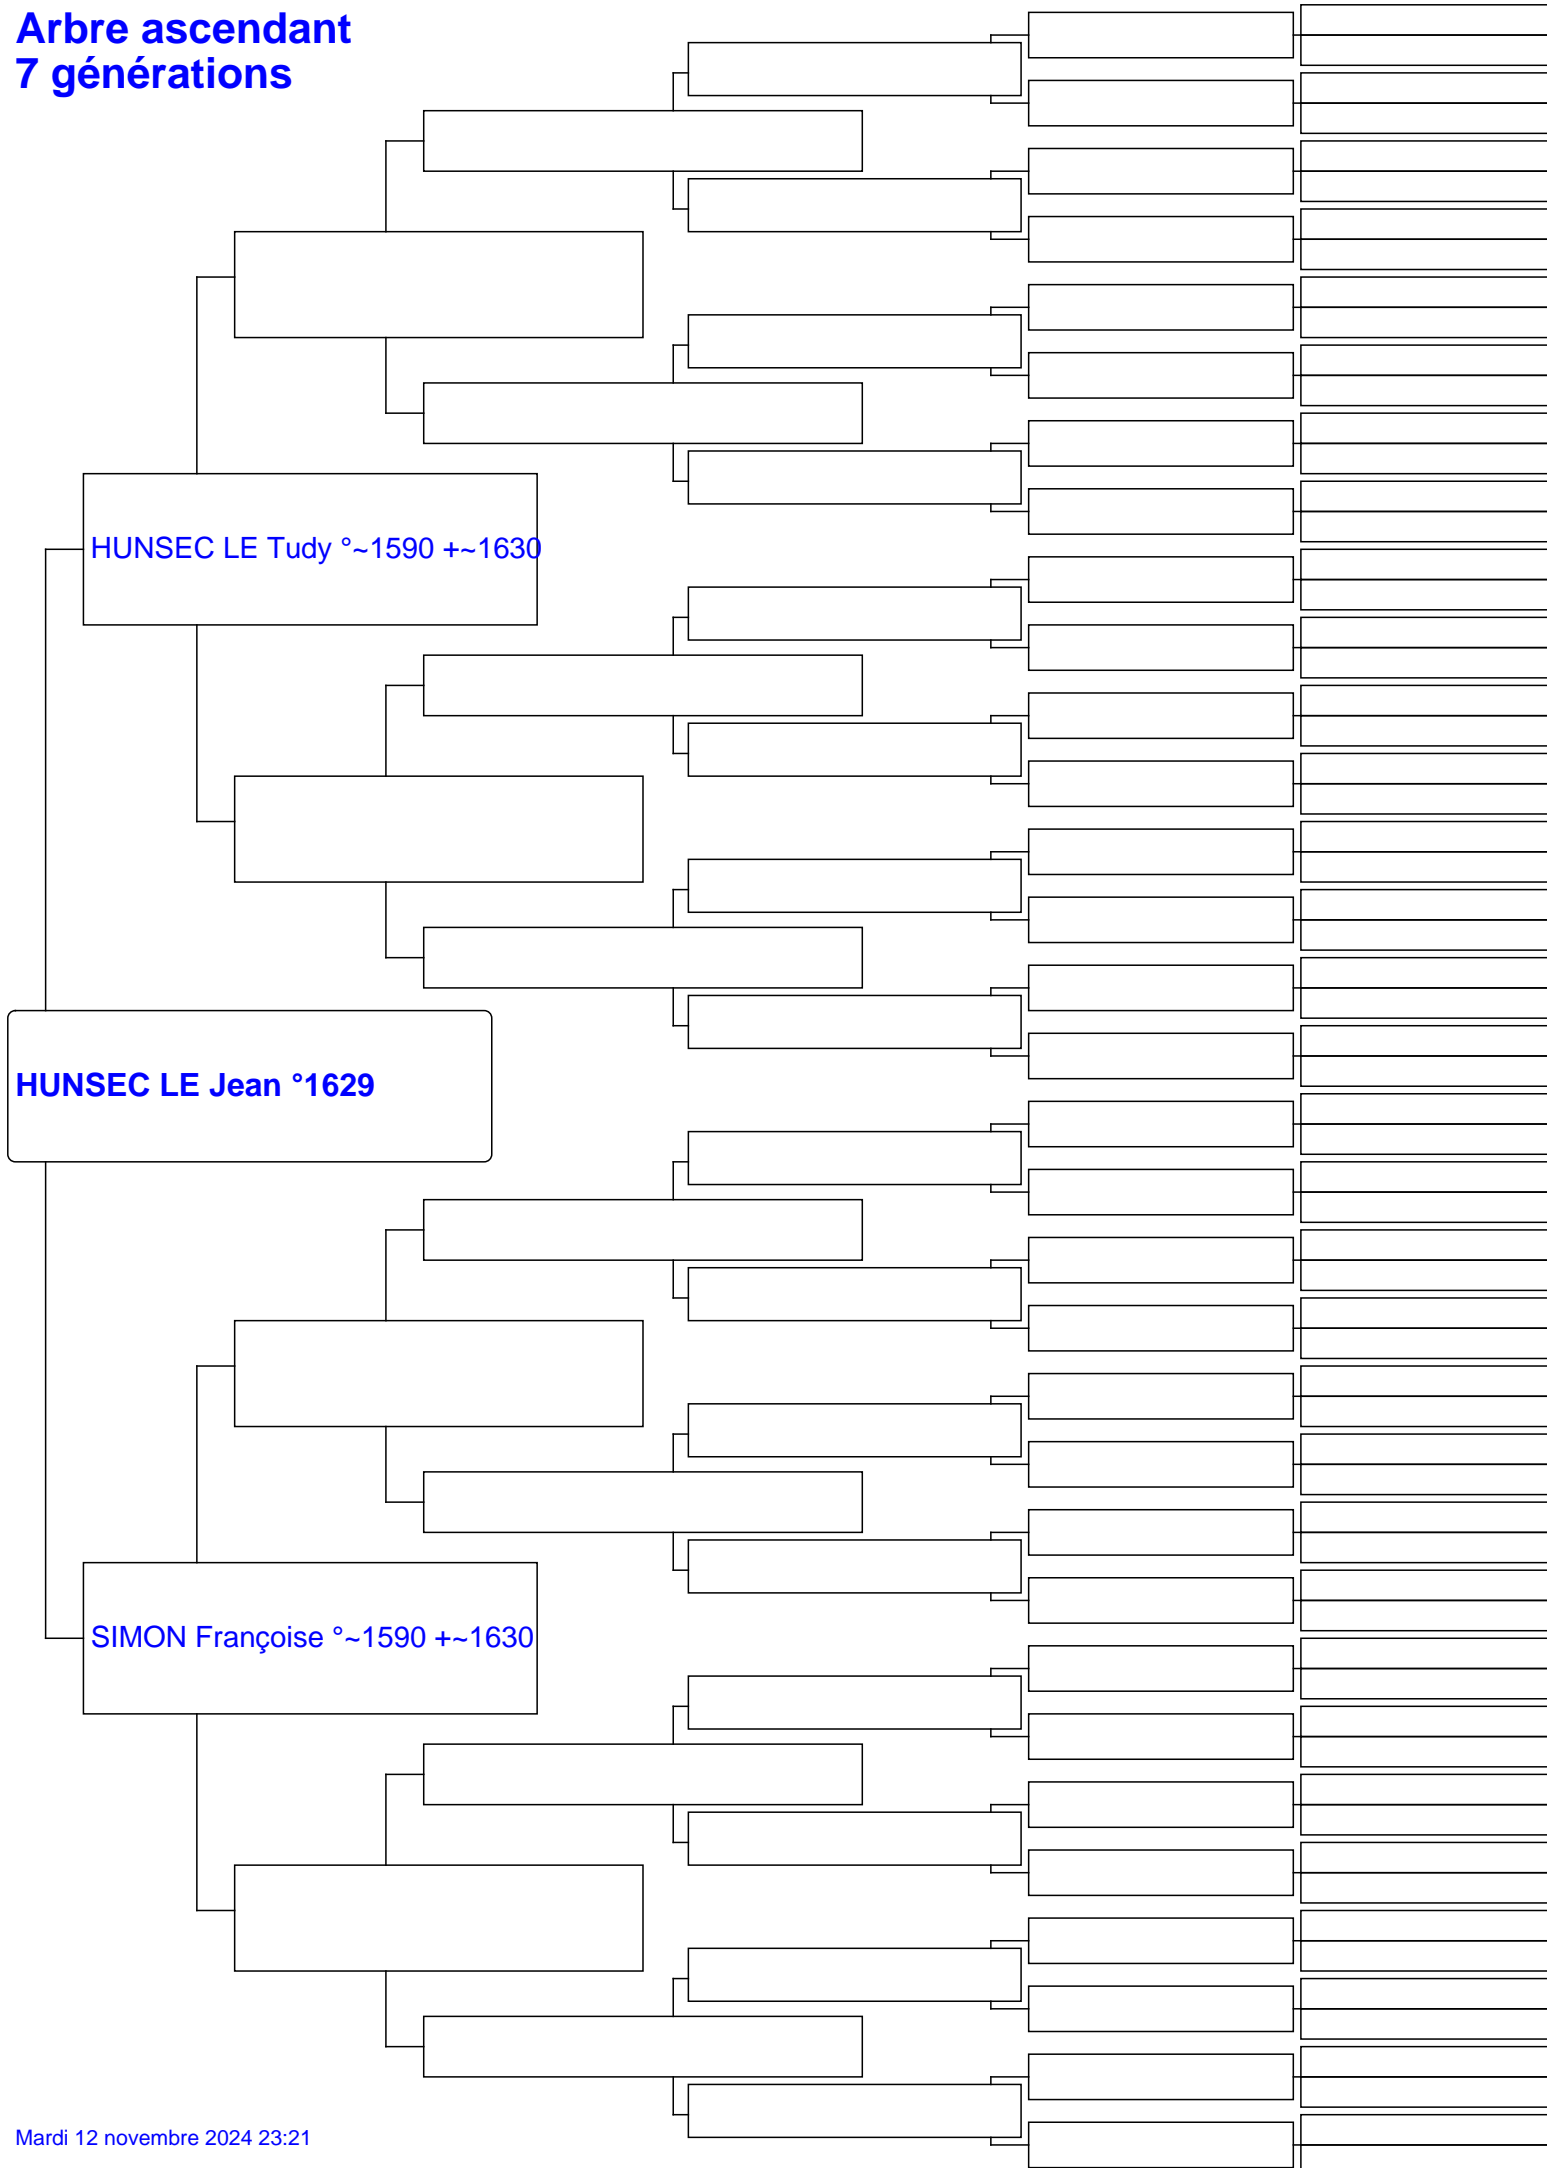 Arbre ascendant
7 générations
HUNSEC LE Tudy °~1590 +~1630
HUNSEC LE Jean °1629
SIMON Françoise °~1590 +~1630
Mardi 12 novembre 2024 23:21